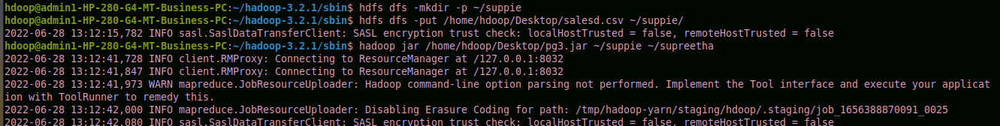 hdoop@admin1-HP-280-G4-MT-Business-PC:~/hadoop-3.2.1/sbin$ hdfs dfs -mkdir -p ~/suppie
hdoop@admin1-HP-280-G4-MT-Business-PC:~/hadoop-3.2.1/sbin$ hdfs dfs -put /home/hdoop/Desktop/salesd.csv ~/suppie/
2022-06-28 13:12:15,782 INFO sasl.SaslDataTransferClient: SASL encryption trust check: localHostTrusted = false, remoteHostTrusted = false
hdoop@admin1-HP-280-G4-MT-Business-PC:~/hadoop-3.2.1/sbin$ hadoop jar /home/hdoop/Desktop/pg3.jar ~/suppie ~/supreetha
2022-06-28 13:12:41,728 INFO client.RMProxy: Connecting to ResourceManager at /127.0.0.1:8032
2022-06-28 13:12:41,847 INFO client.RMProxy: Connecting to ResourceManager at /127.0.0.1:8032
2022-06-28 13:12:41,973 WARN mapreduce.JobResourceUploader: Hadoop command-line option parsing not performed. Implement the Tool interface and execute your applicat
ion with ToolRunner to remedy this.
2022-06-28 13:12:42,000 INFO mapreduce.JobResourceUploader: Disabling Erasure Coding for path: /tmp/hadoop-yarn/staging/hdoop/.staging/job_1656388870091_0025
2022-06-28 13:12:42,080 INFO sasl.SaslDataTransferClient: SASL encryption trust check: localHostTrusted = false, remoteHostTrusted = false